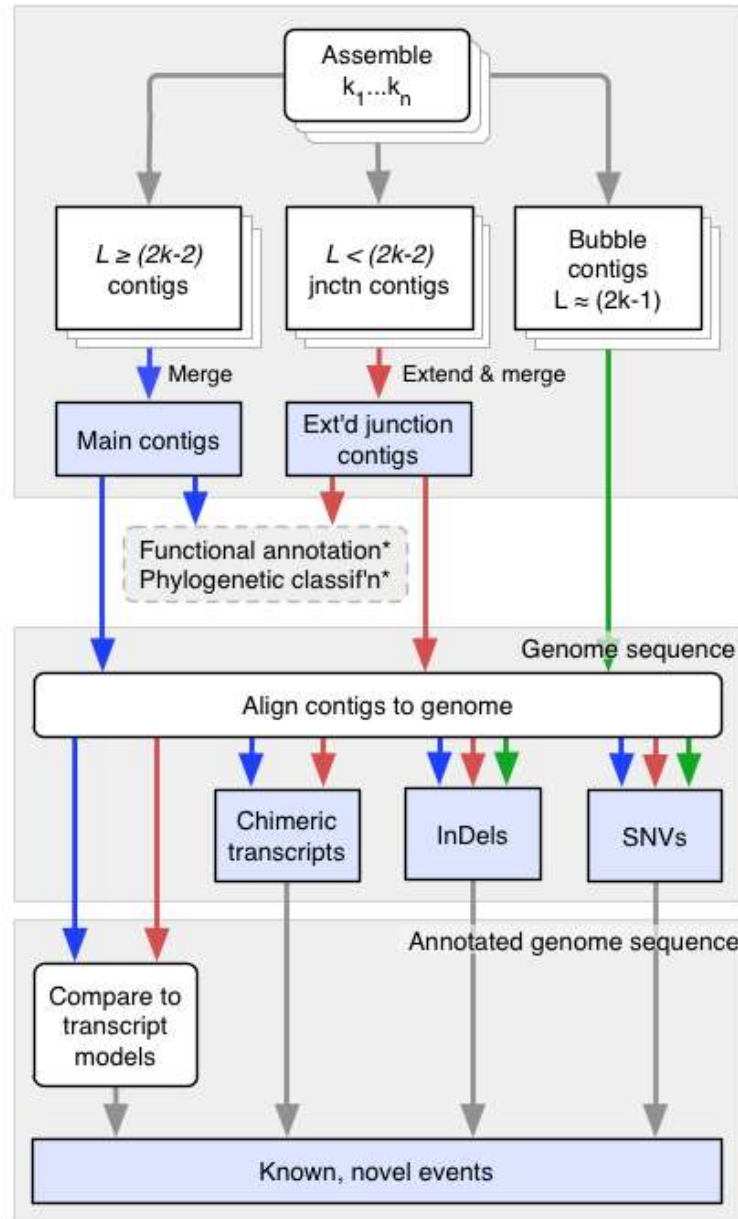 Assemble
k1...kn
L ≥ (2k-2)
contigs
L < (2k-2)
jnctn contigs
Bubble
contigs
L ≈ (2k-1)
Merge
Extend & merge
Main contigs
Ext'd junction
contigs
Functional annotation*
Phylogenetic classif'n*
Genome sequence
Align contigs to genome
Chimeric
transcripts
InDels
SNVs
Annotated genome sequence
Compare to
transcript
models
Known, novel events